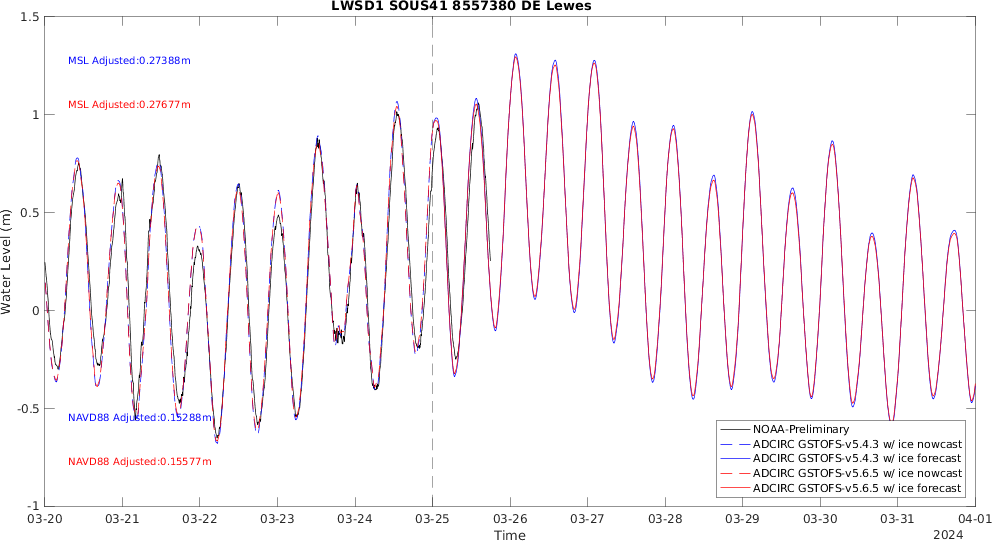 LWSD1 SOUS41 8557380 DE Lewes
1.5
1
0.5
0
-0.5
-1
Water Level (m)
MSL Adjusted:0.27388m
MSL Adjusted:0.27677m
NAVD88 Adjusted:0.15288m
NAVD88 Adjusted:0.15577m
NOAA-Preliminary
ADCIRC GSTOFS-v5.4.3 w/ ice nowcast
ADCIRC GSTOFS-v5.4.3 w/ ice forecast
ADCIRC GSTOFS-v5.6.5 w/ ice nowcast
ADCIRC GSTOFS-v5.6.5 w/ ice forecast
03-20 03-21 03-22 03-23 03-24 03-25 03-26 03-27 03-28 03-29 03-30 03-31 04-01
Time
2024